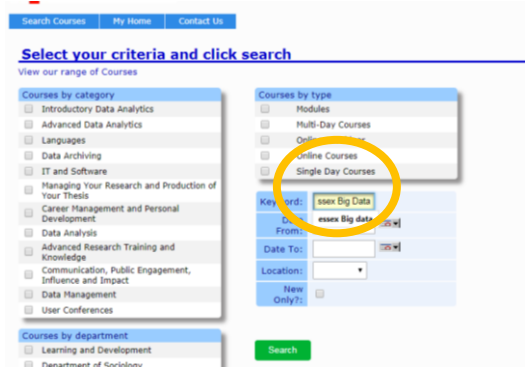 Search Courses My Home Contact Us
Select your criteria and click search
View our range of Courses
Courses by category
Introductory Data Analytics
Advanced Data Analytics
Languages
Data Archiving
IT and Software
Managing Your Research and Production of
Your Thesis
Career Management and Personal
Development
Data Analysis
Advanced Research Training and
Knowledge
Communication, Public Engagement,
Influence and Impact
Data Management
User Conferences
Courses by department
Learning and Development
Department of Sociology
Courses by type
Modules
Multi-Day Courses
Online Courses
Single Day Courses
Keyword: ssex Big Data
essex Big data
From:
Date To:
Location:
New
Only?:
Search